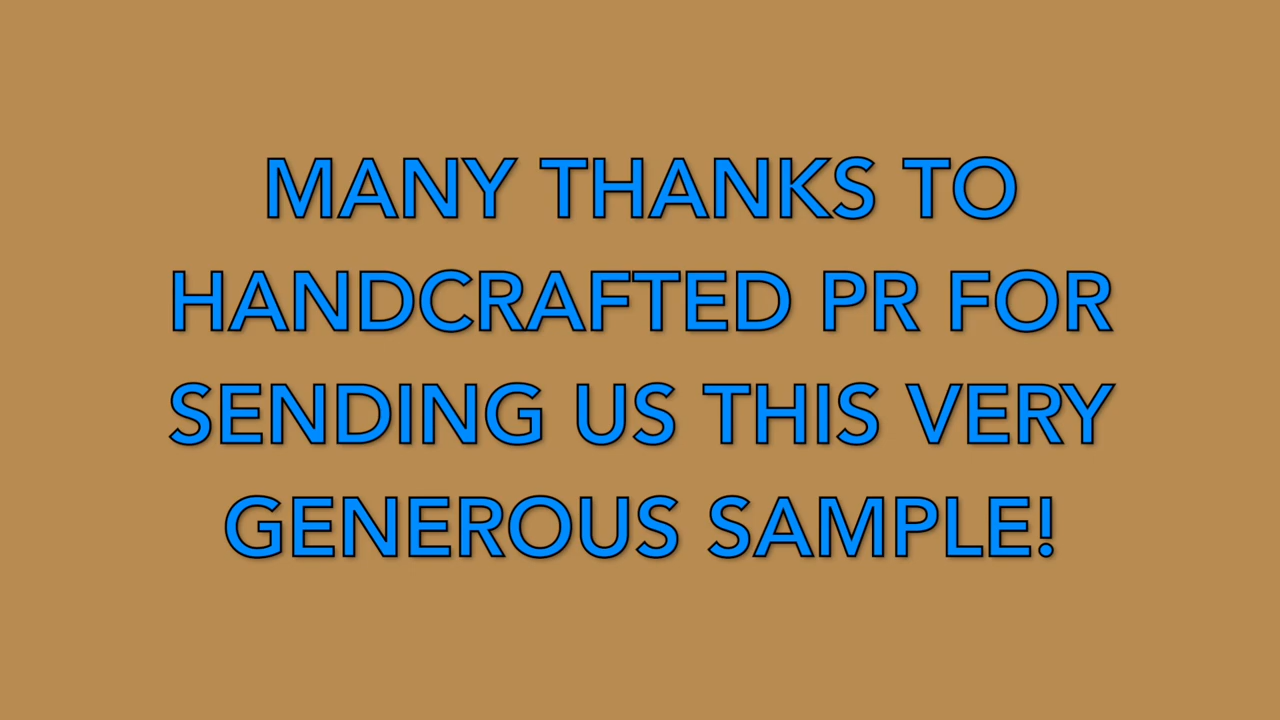 MANY THANKS TO
HANDCRAFTED PR FOR
SENDING US THIS VERY
GENEROUS SAMPLE!